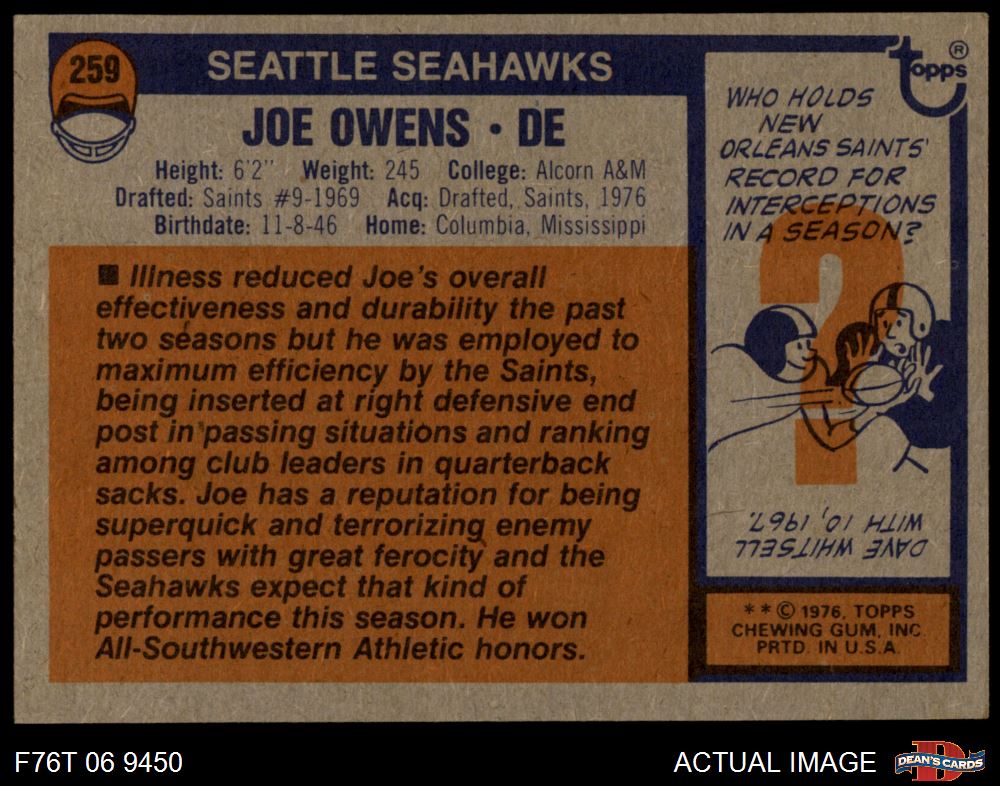 259
SEATTLE SEAHAWKS
JOE OWENS • DE
Height: 6'2" Weight: 245 College: Alcorn A&M
Drafted: Saints #9-1969 Acq: Drafted, Saints, 1976
Birthdate: 11-8-46 Home: Columbia, Mississippi
■ Illness reduced Joe's overall
effectiveness and durability the past
two seasons but he was employed to
maximum efficiency by the Saints,
being inserted at right defensive end
post in passing situations and ranking
among club leaders in quarterback
sacks. Joe has a reputation for being
superquick and terrorizing enemy
passers with great ferocity and the
Seahawks expect that kind of
performance this season. He won
All-Southwestern Athletic honors.
Topps ®
WHO HOLDS
NEW
ORLEANS SAINTS'
RECORD FOR
INTERCEPTIONS
IN A SEASON?
?
DAVE WHITSELL
WITH 10, 1967.
* * © 1976, TOPPS
CHEWING GUM, INC.
PRTD. IN U.S.A.
F76T 06 9450
ACTUAL IMAGE
D
DEAN'S CARDS